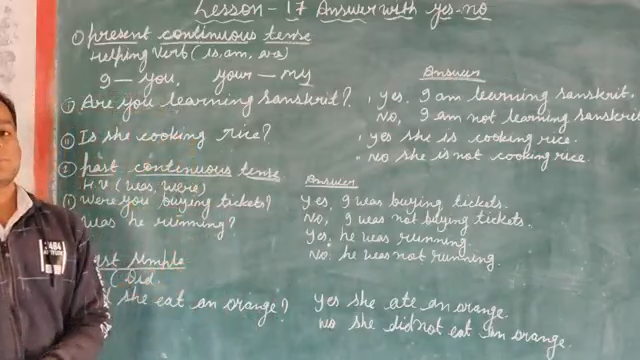 Lesson - 17 Answer with yes-no
① present continuous tense
Helping Verb (is, am, are)
I — you, your — my
Answer
① Are you learning sanskrit? yes, I am learning sanskrit.
No, I am not learning sanskrit
② Is she cooking rice? yes she is cooking rice.
No she is not cooking rice.
② past continuous tense
H.V (was, were)
Answer
① Were you buying tickets? Yes, I was buying tickets.
No, I was not buying tickets.
Was he running? Yes, he was running.
No. he was not running.
ast simple
( Did.
she eat an orange? Yes she ate an orange.
No she did not eat an orange.